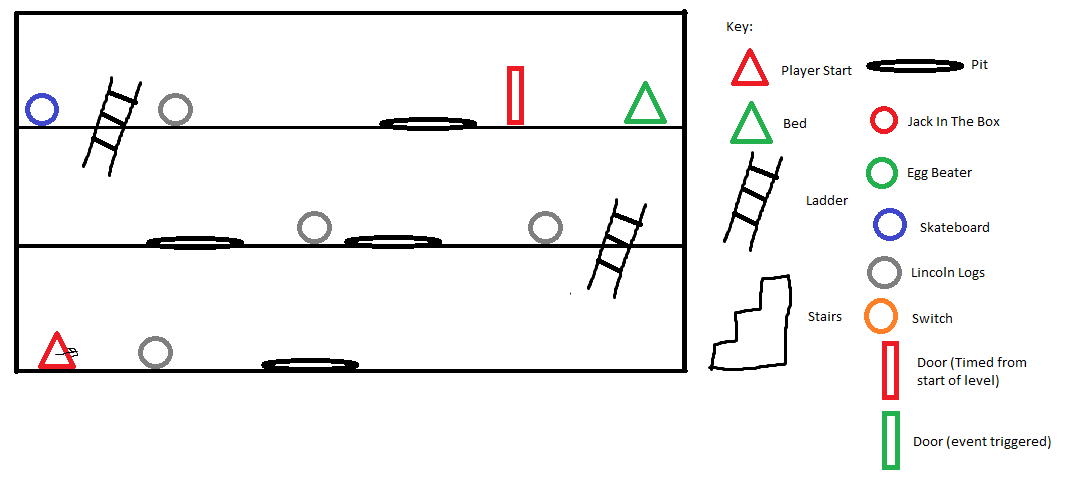 Key:
Player Start
Pit
Bed
Jack In The Box
Egg Beater
Ladder
Skateboard
Lincoln Logs
Stairs
Switch
Door (Timed from
start of level)
Door (event triggered)